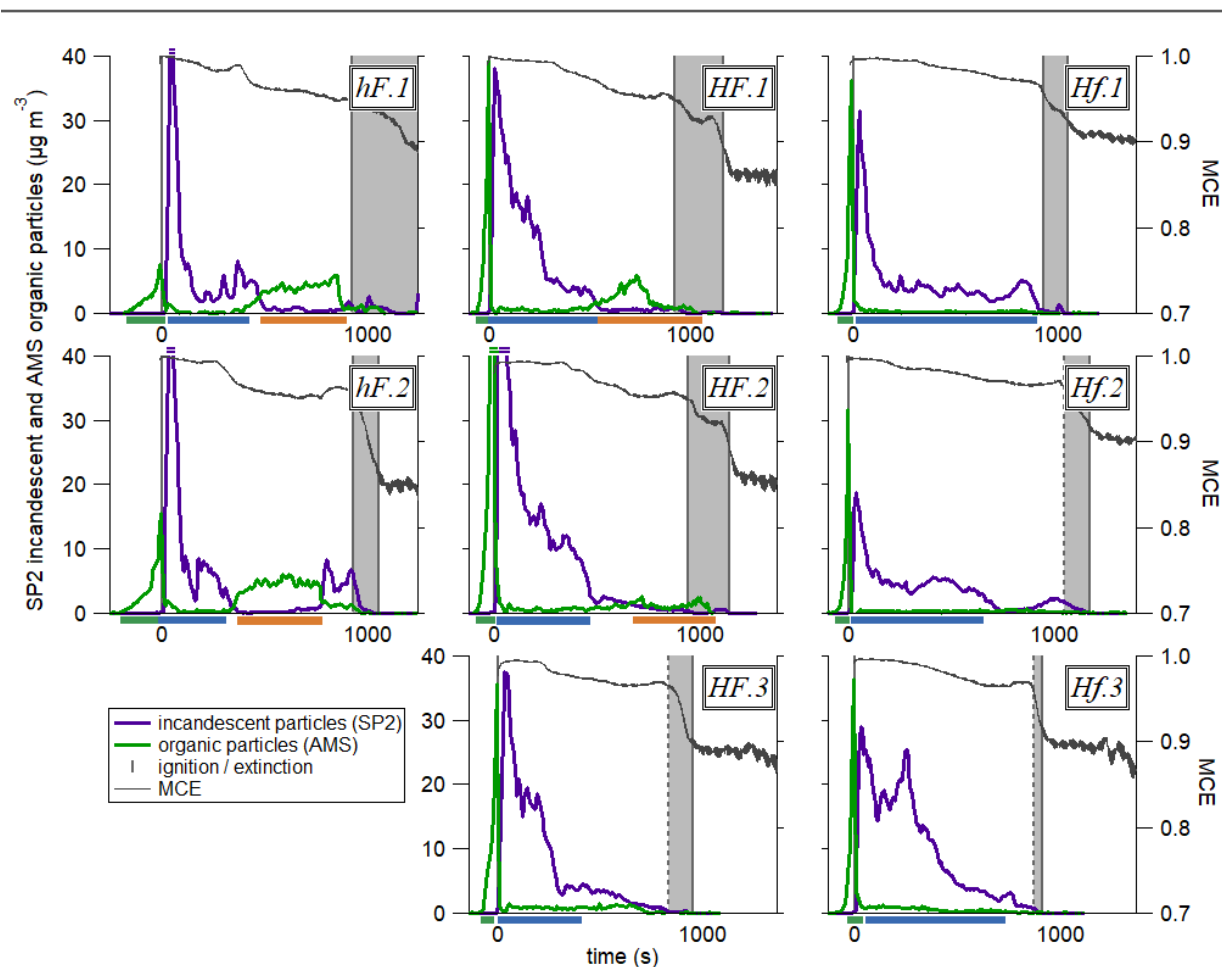 SP2 incandescent and AMS organic particles (µg m⁻³)
40
30
20
10
0
hF.1
1000
HF.1
0
1000
Hf.1
0
1000
1.0
0.9
0.8
0.7
MCE
40
30
20
10
0
hF.2
0
1000
HF.2
0
1000
Hf.2
0
1000
1.0
0.9
0.8
0.7
MCE
40
30
20
10
0
HF.3
0
1000
Hf.3
0
1000
1.0
0.9
0.8
0.7
MCE
incandescent particles (SP2)
organic particles (AMS)
ignition / extinction
MCE
time (s)